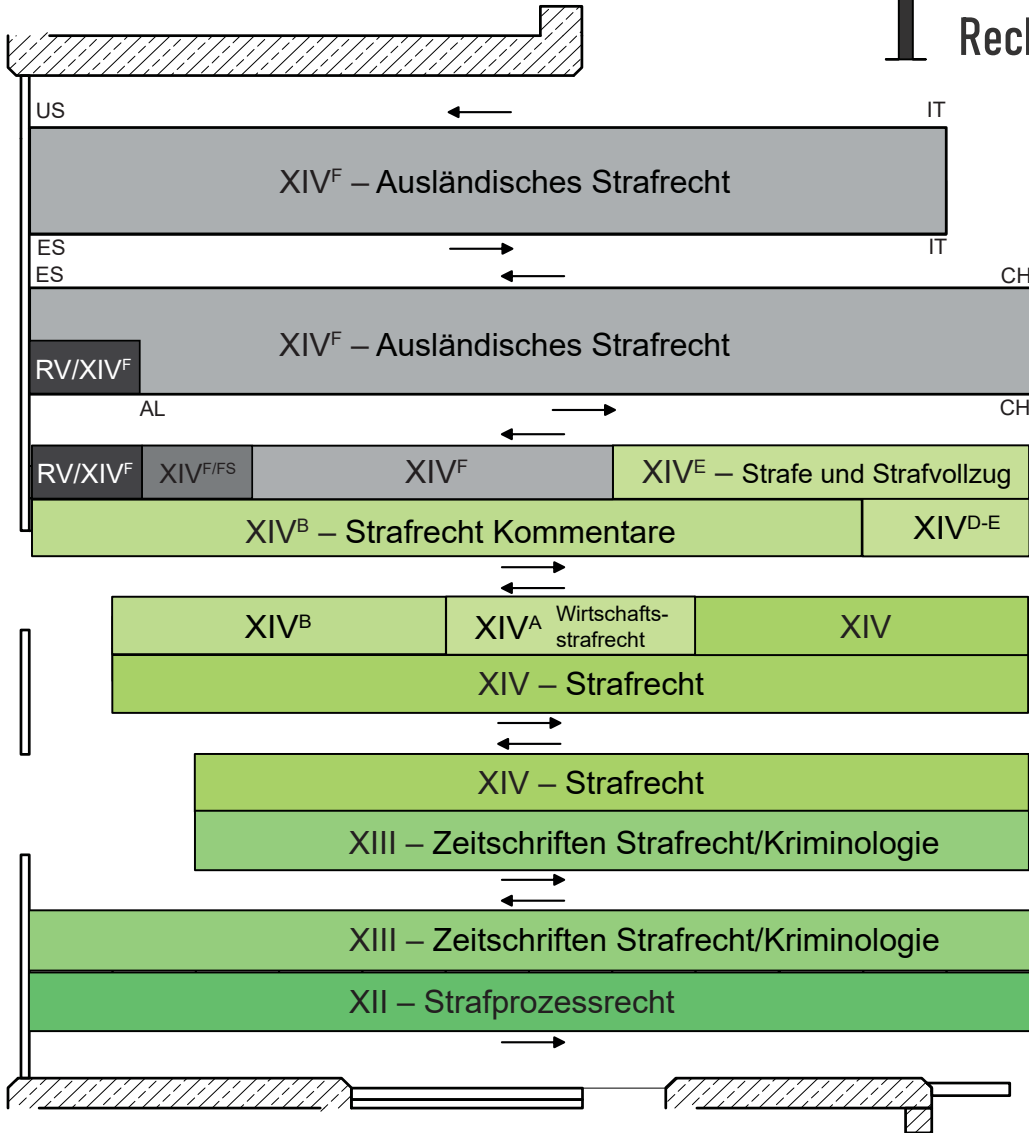 Rech
US IT
XIVF – Ausländisches Strafrecht
ES IT
ES CH
XIVF – Ausländisches Strafrecht
RV/XIVF
AL CH
RV/XIVF XIVF/FS XIVF XIVE – Strafe und Strafvollzug
XIVB – Strafrecht Kommentare XIVD-E
XIVB XIVA Wirtschafts-
strafrecht XIV
XIV – Strafrecht
XIV – Strafrecht
XIII – Zeitschriften Strafrecht/Kriminologie
XIII – Zeitschriften Strafrecht/Kriminologie
XII – Strafprozessrecht